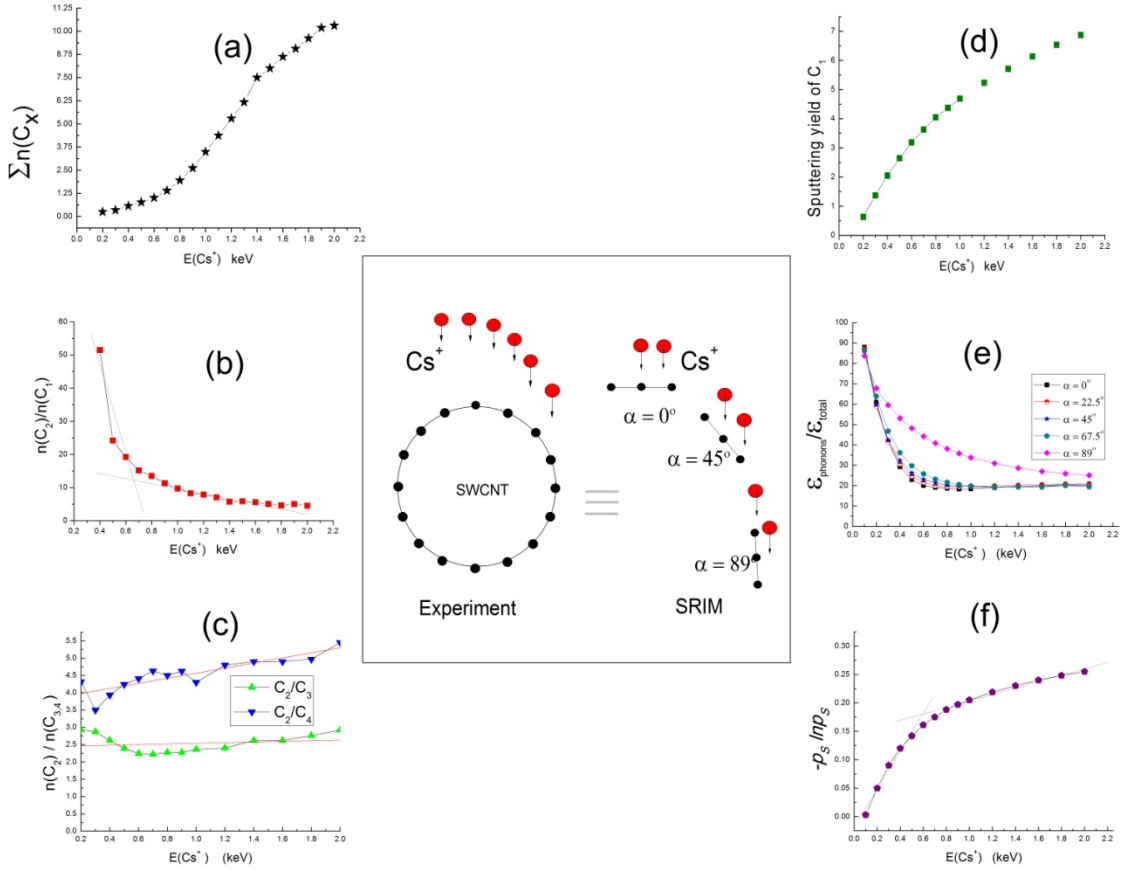 (a)
Σn(Cx)
11.25
10.00
8.75
7.50
6.25
5.00
3.75
2.50
1.25
0.00
0.0 0.2 0.4 0.6 0.8 1.0 1.2 1.4 1.6 1.8 2.0 2.2
E(Cs+) keV
(d)
Sputtering yield of C1
7
6
5
4
3
2
1
0
0.0 0.2 0.4 0.6 0.8 1.0 1.2 1.4 1.6 1.8 2.0 2.2
E(Cs+) keV
(b)
n(C2)/n(C1)
60
50
40
30
20
10
0
0.2 0.4 0.6 0.8 1.0 1.2 1.4 1.6 1.8 2.0 2.2
E(Cs+) keV
Cs+
SWCNT
Experiment
Cs+
α = 0°
α = 45°
α = 89°
SRIM
(e)
εphonons/εtotal
100
90
80
70
60
50
40
30
20
10
0
α = 0°
α = 22.5°
α = 45°
α = 67.5°
α = 89°
0.0 0.2 0.4 0.6 0.8 1.0 1.2 1.4 1.6 1.8 2.0 2.2
E(Cs+) (keV)
(c)
n(C2) / n(C3,4)
5.5
5.0
4.5
4.0
3.5
3.0
2.5
2.0
1.5
1.0
0.5
0.0
C2/C3
C2/C4
0.2 0.4 0.6 0.8 1.0 1.2 1.4 1.6 1.8 2.0
E(Cs+) (keV)
(f)
-pS lnpS
0.30
0.25
0.20
0.15
0.10
0.05
0.00
0.0 0.2 0.4 0.6 0.8 1.0 1.2 1.4 1.6 1.8 2.0 2.2
E(Cs+) (keV)